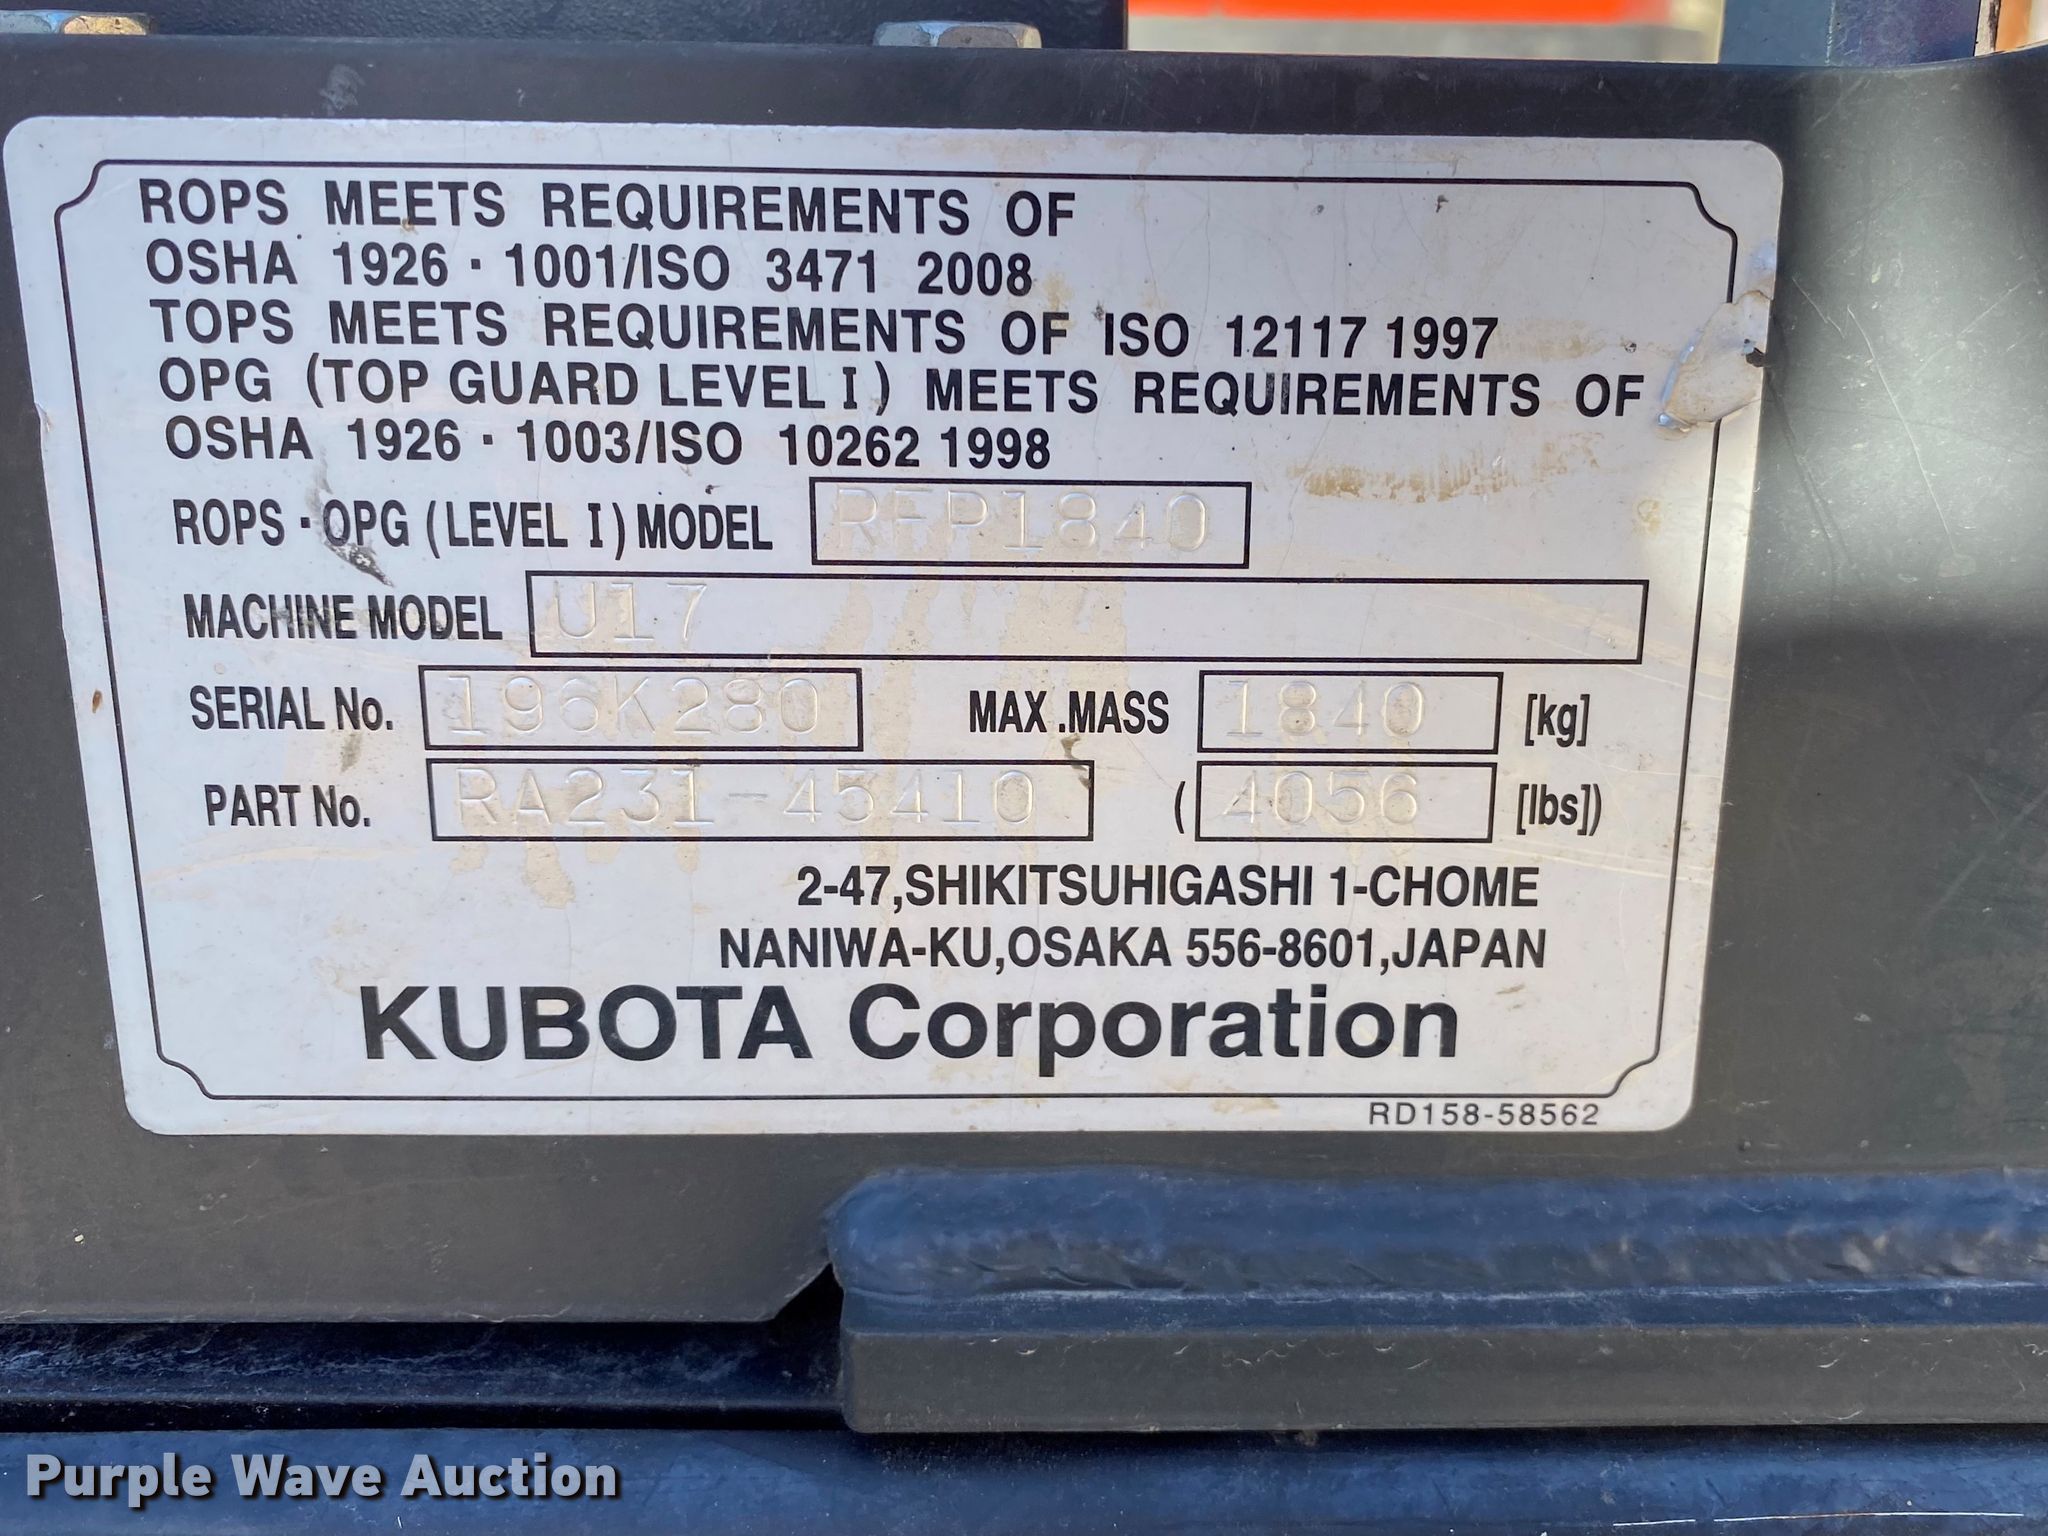 ROPS MEETS REQUIREMENTS OF
OSHA 1926 · 1001/ISO 3471 2008
TOPS MEETS REQUIREMENTS OF ISO 12117 1997
OPG (TOP GUARD LEVEL I) MEETS REQUIREMENTS OF
OSHA 1926 · 1003/ISO 10262 1998
ROPS · OPG (LEVEL I) MODEL RFP1840
MACHINE MODEL U17
SERIAL No. 196K280 MAX .MASS 1840 [kg]
PART No. RA231-45410 ( 4056 [lbs])
2-47,SHIKITSUHIGASHI 1-CHOME
NANIWA-KU,OSAKA 556-8601,JAPAN
KUBOTA Corporation
RD158-58562
Purple Wave Auction